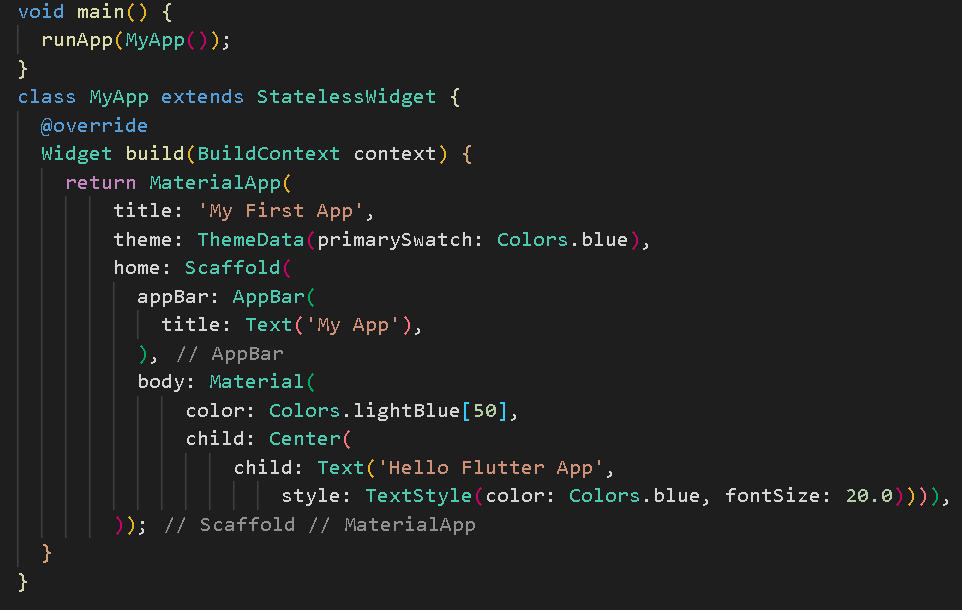 void main() {
  runApp(MyApp());
}
class MyApp extends StatelessWidget {
  @override
  Widget build(BuildContext context) {
    return MaterialApp(
        title: 'My First App',
        theme: ThemeData(primarySwatch: Colors.blue),
        home: Scaffold(
          appBar: AppBar(
            title: Text('My App'),
          ), // AppBar
          body: Material(
              color: Colors.lightBlue[50],
              child: Center(
                  child: Text('Hello Flutter App',
                      style: TextStyle(color: Colors.blue, fontSize: 20.0)))),
        )); // Scaffold // MaterialApp
  }
}